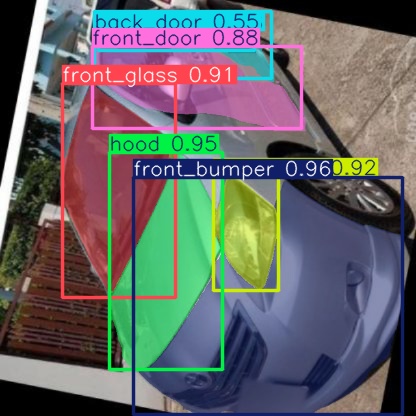 back_door 0.55
front_door 0.88
front_glass 0.91
hood 0.95
front_bumper 0.96
0.92